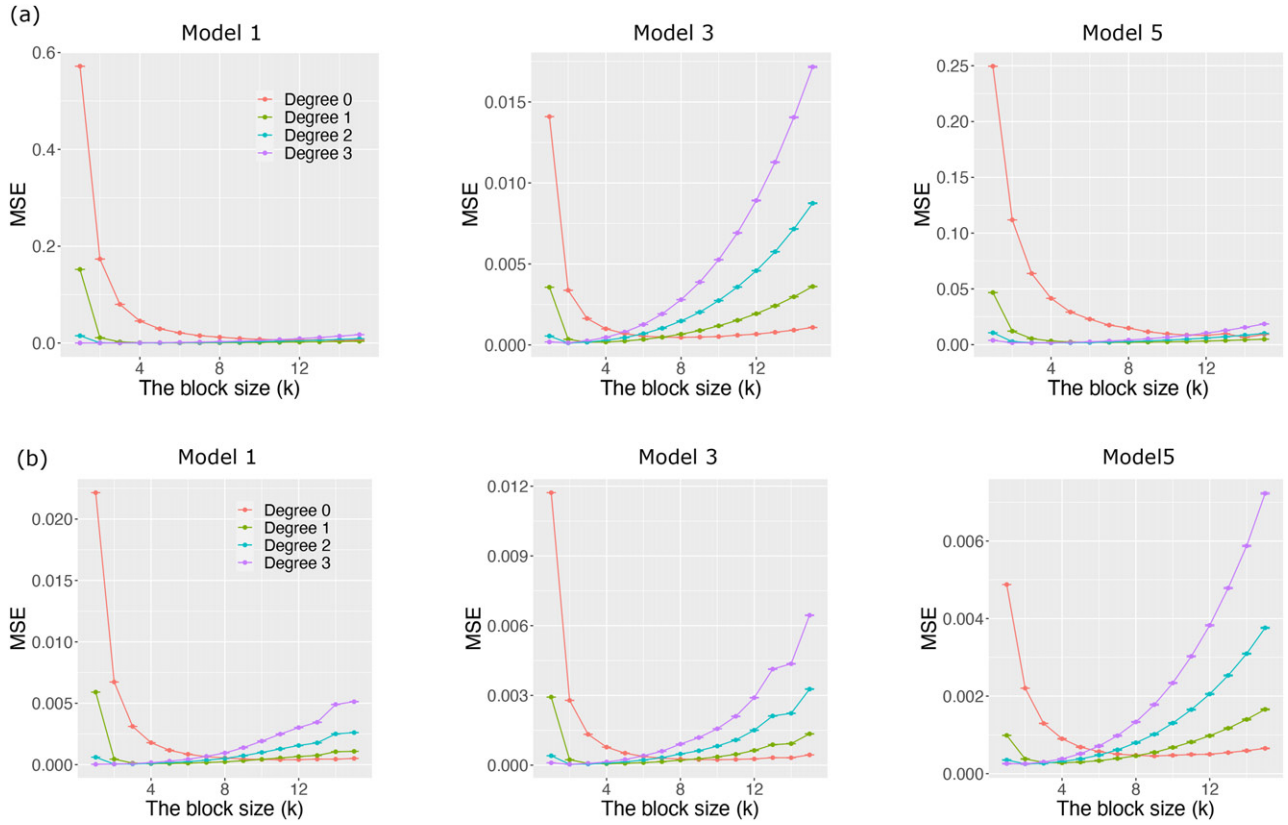 (a)
Model 1
Model 3
Model 5
MSE
0.6
0.4
0.2
0.0
Degree 0
Degree 1
Degree 2
Degree 3
4
8
12
The block size (k)
MSE
0.015
0.010
0.005
0.000
4
8
12
The block size (k)
MSE
0.25
0.20
0.15
0.10
0.05
0.00
4
8
12
The block size (k)
(b)
Model 1
Model 3
Model5
MSE
0.020
0.015
0.010
0.005
0.000
Degree 0
Degree 1
Degree 2
Degree 3
4
8
12
The block size (k)
MSE
0.012
0.009
0.006
0.003
0.000
4
8
12
The block size (k)
MSE
0.006
0.004
0.002
0.000
4
8
12
The block size (k)